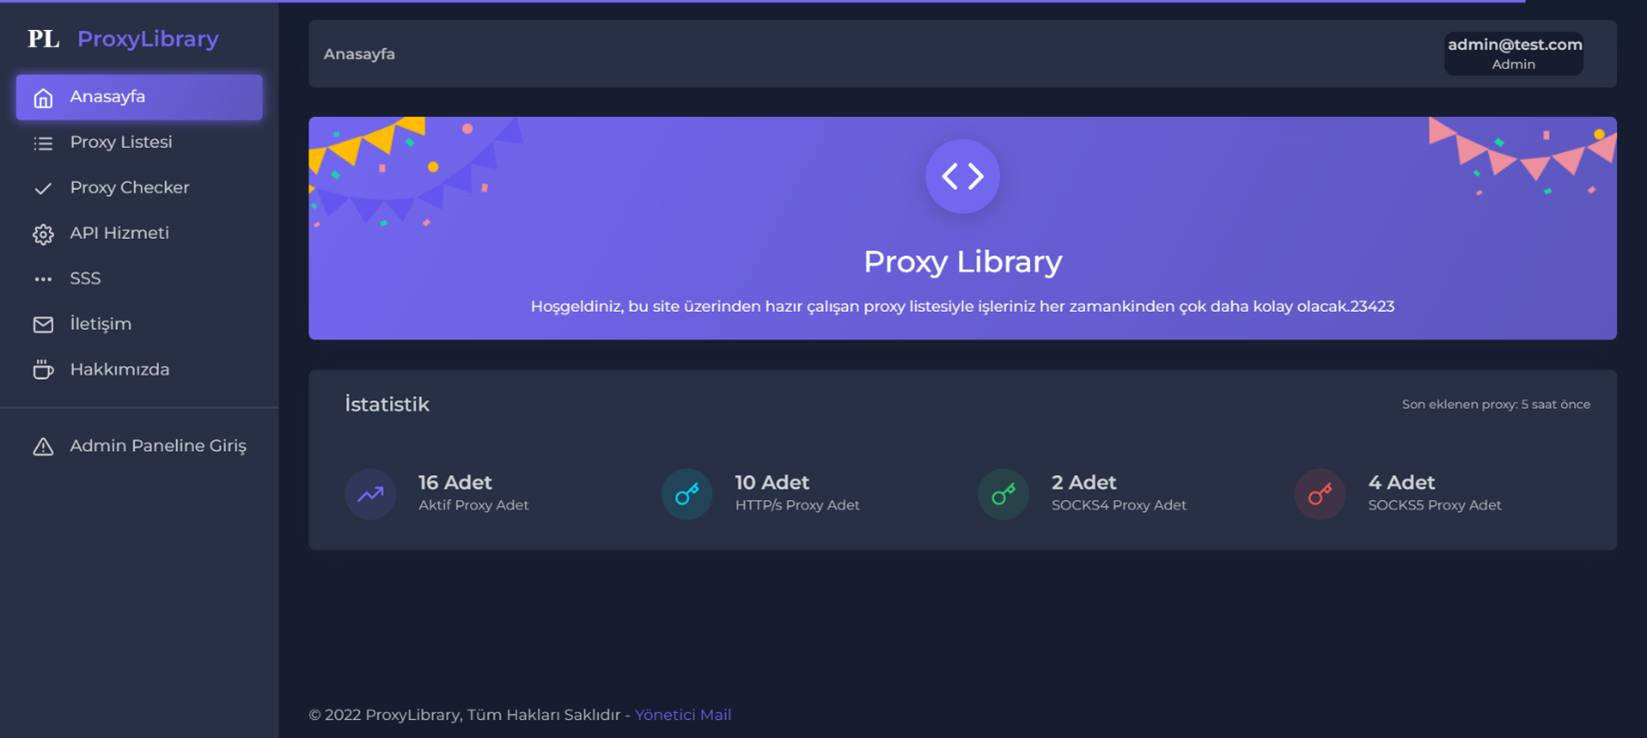 PL ProxyLibrary
Anasayfa
Proxy Listesi
Proxy Checker
API Hizmeti
SSS
İletişim
Hakkımızda
Admin Paneline Giriş
Anasayfa
admin@test.com
Admin
Proxy Library
Hoşgeldiniz, bu site üzerinden hazır çalışan proxy listesiyle işleriniz her zamankinden çok daha kolay olacak.23423
İstatistik
Son eklenen proxy: 5 saat önce
16 Adet
Aktif Proxy Adet
10 Adet
HTTP/s Proxy Adet
2 Adet
SOCKS4 Proxy Adet
4 Adet
SOCKS5 Proxy Adet
© 2022 ProxyLibrary, Tüm Hakları Saklıdır - Yönetici Mail